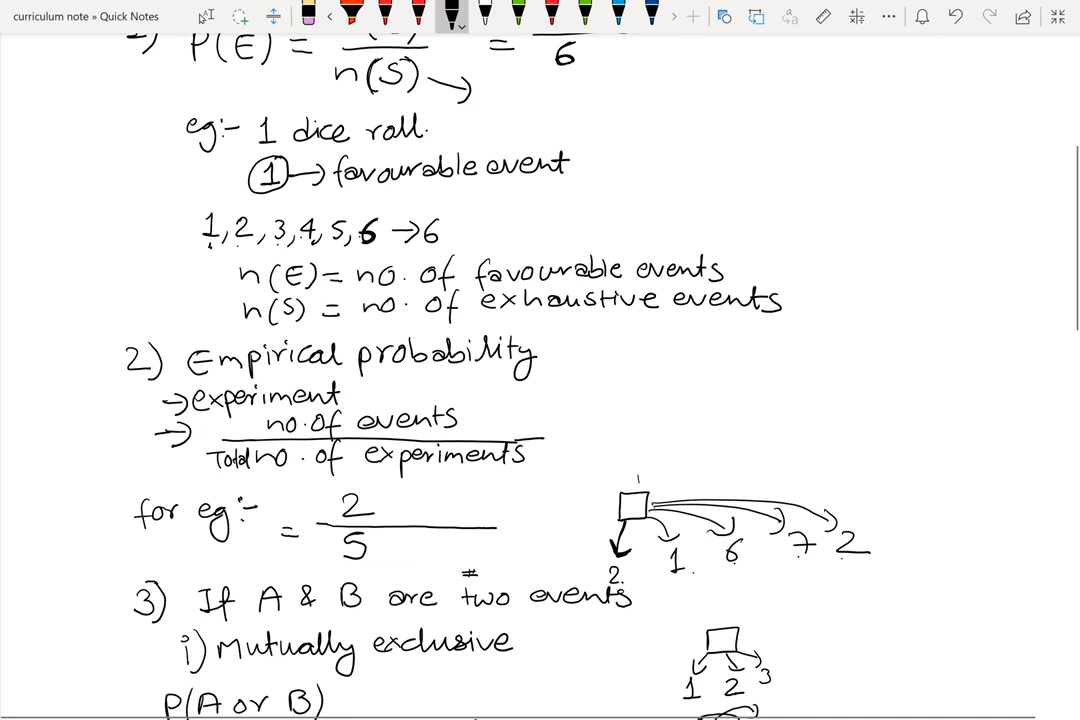 curriculum note » Quick Notes
P(E) =
n(S) → = 6
eg:- 1 dice roll.
1 → favourable event
1, 2, 3, 4, 5, 6 → 6
n(E) = no. of favourable events
n(S) = no. of exhaustive events
2) Empirical probability
→ experiment
→ no. of events
Total no. of experiments
for eg:- = 2
5
2. 1. 6 7 2
3) If A & B are two events
i) Mutually exclusive
1 2 3
P(A or B)